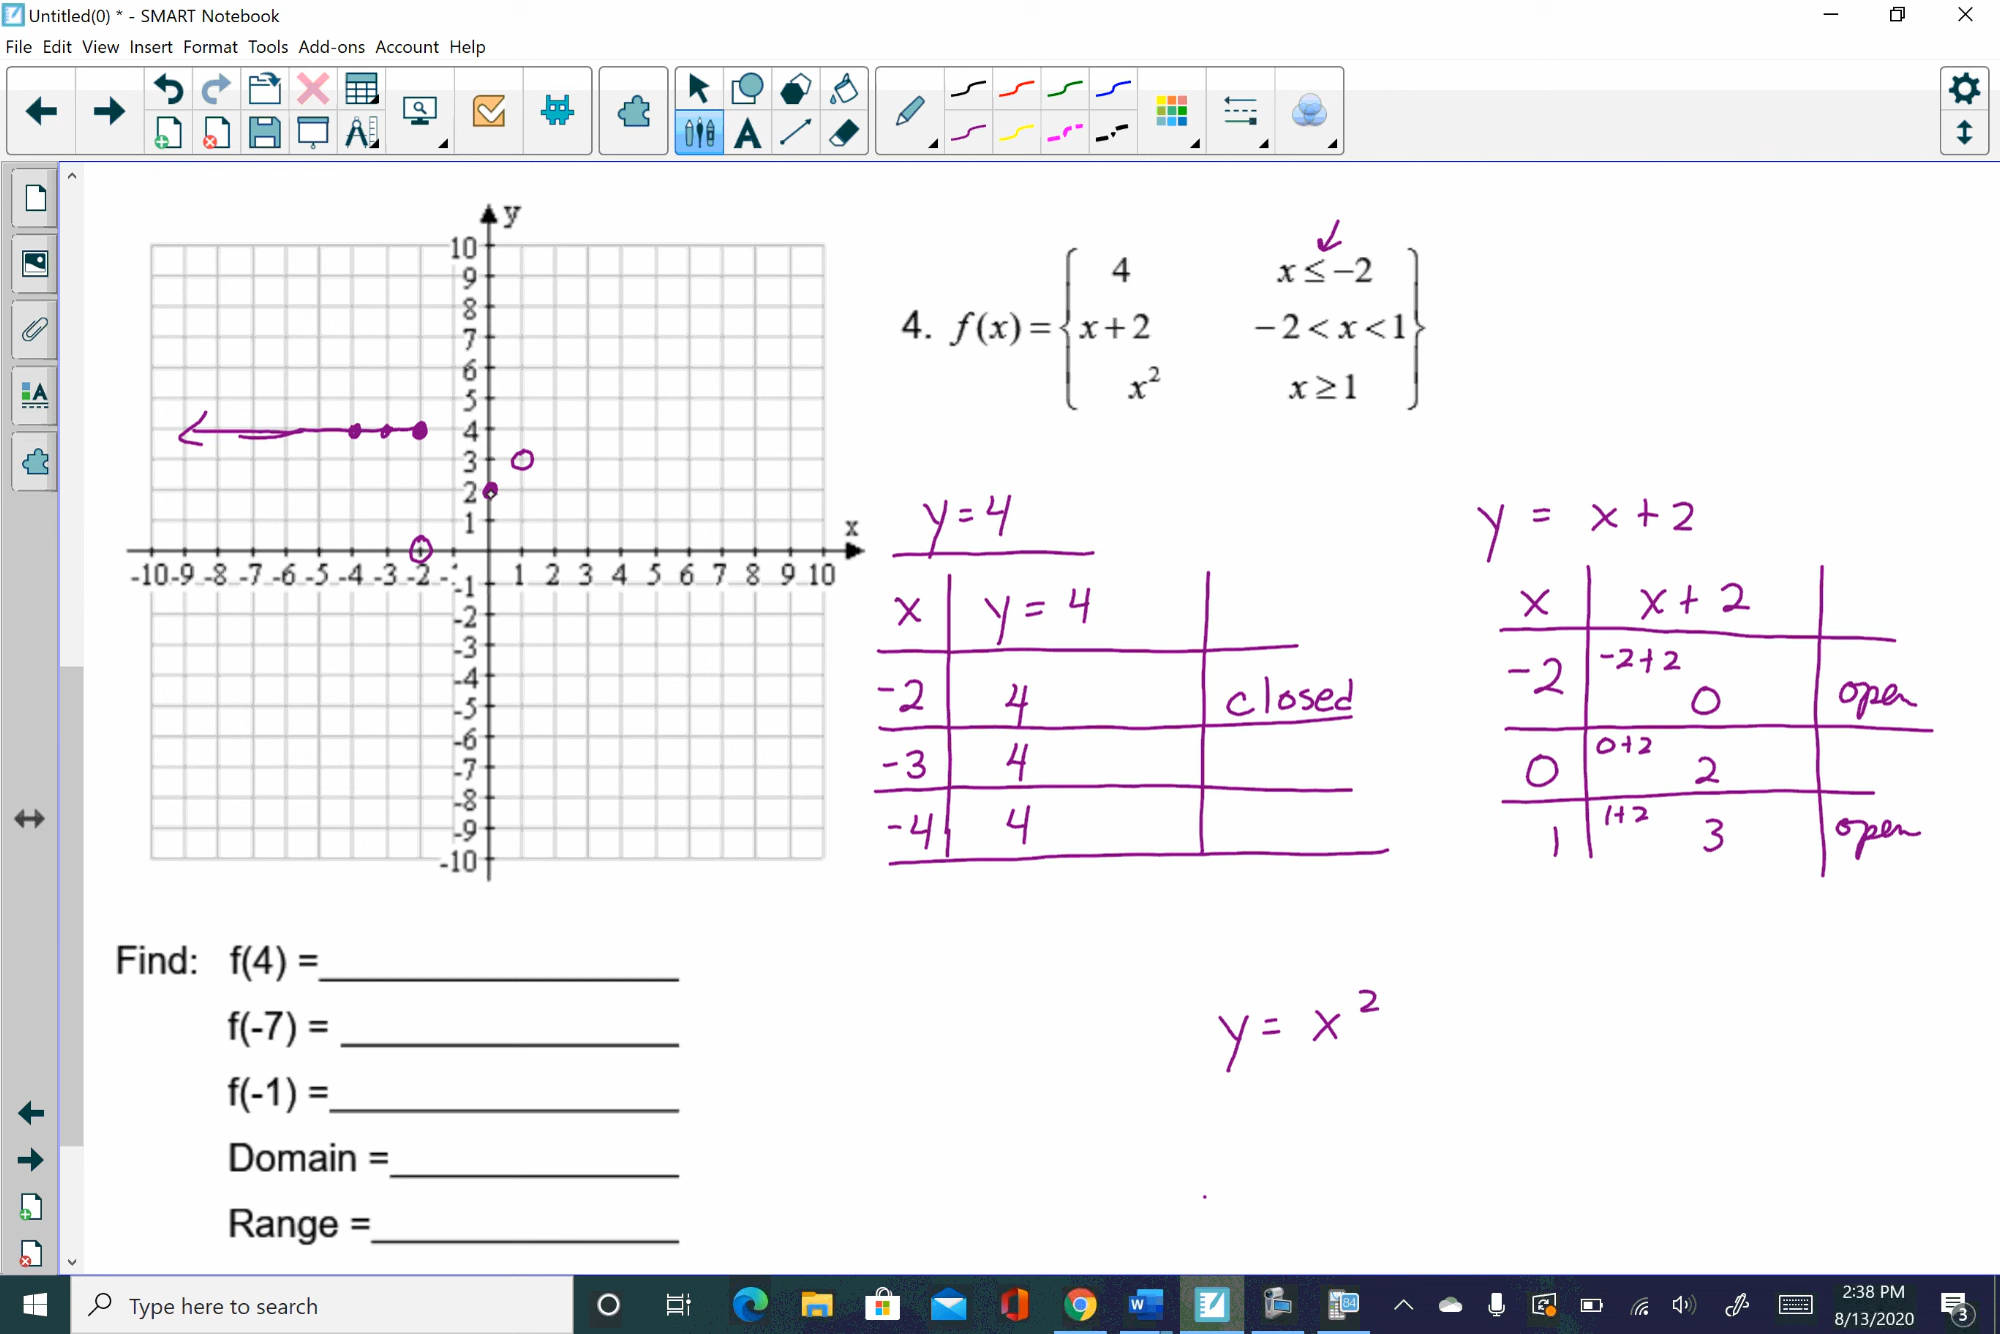 Untitled(0) * - SMART Notebook
File Edit View Insert Format Tools Add-ons Account Help
y
10
9
8
7
6
5
4
3
2
1
x
-10 -9 -8 -7 -6 -5 -4 -3 -2 -1 1 2 3 4 5 6 7 8 9 10
-1
-2
-3
-4
-5
-6
-7
-8
-9
-10
4 x ≤ -2
4. f(x) = { x + 2 -2 < x < 1 }
x² x ≥ 1
y = 4
x y = 4
-2 4 closed
-3 4
-4 4
y = x + 2
x x + 2
-2 -2+2 0 open
0 0+2 2
1 1+2 3 open
y = x²
Find: f(4) =
f(-7) =
f(-1) =
Domain =
Range =
Type here to search
84
2:38 PM
8/13/2020
3